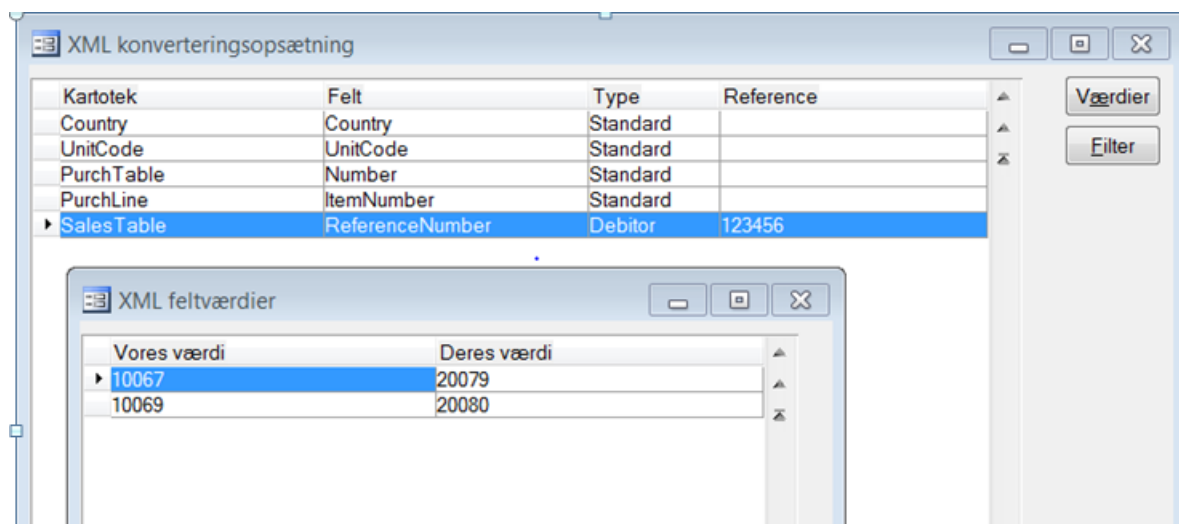 XML konverteringsopsætning
Kartotek Felt Type Reference Værdier
Country Country Standard
UnitCode UnitCode Standard Filter
PurchTable Number Standard
PurchLine ItemNumber Standard
SalesTable ReferenceNumber Debitor 123456
XML feltværdier
Vores værdi Deres værdi
10067 20079
10069 20080